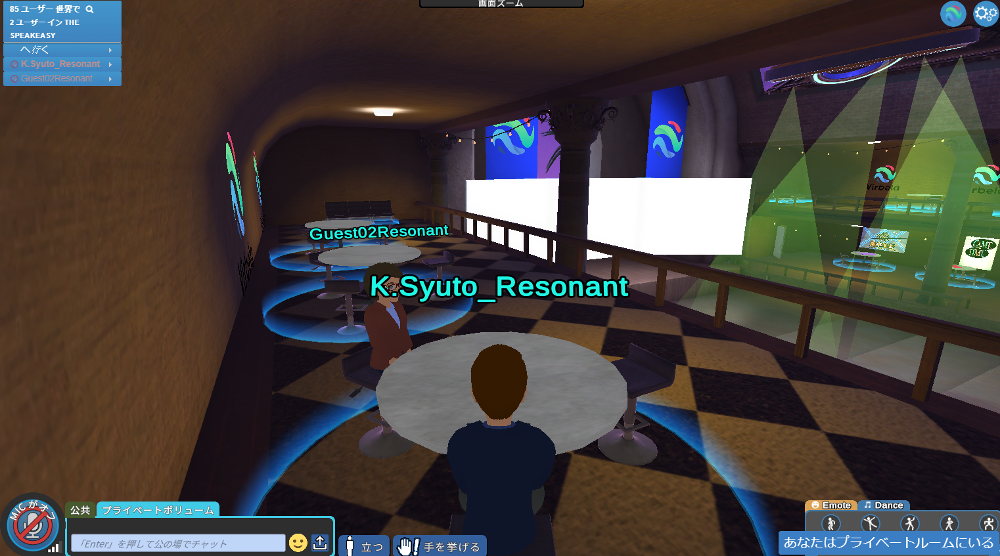 85 ユーザー 世界で
2 ユーザー イン THE
SPEAKEASY
へ行く
K.Syuto_Resonant
Guest02Resonant
画面ズーム
Guest02Resonant
K.Syuto_Resonant
Virbela
GAME
MICがオフ
公共
プライベートボリューム
「Enter」を押して公の場でチャット
立つ
手を挙げる
Emote
Dance
あなたはプライベートルームにいる